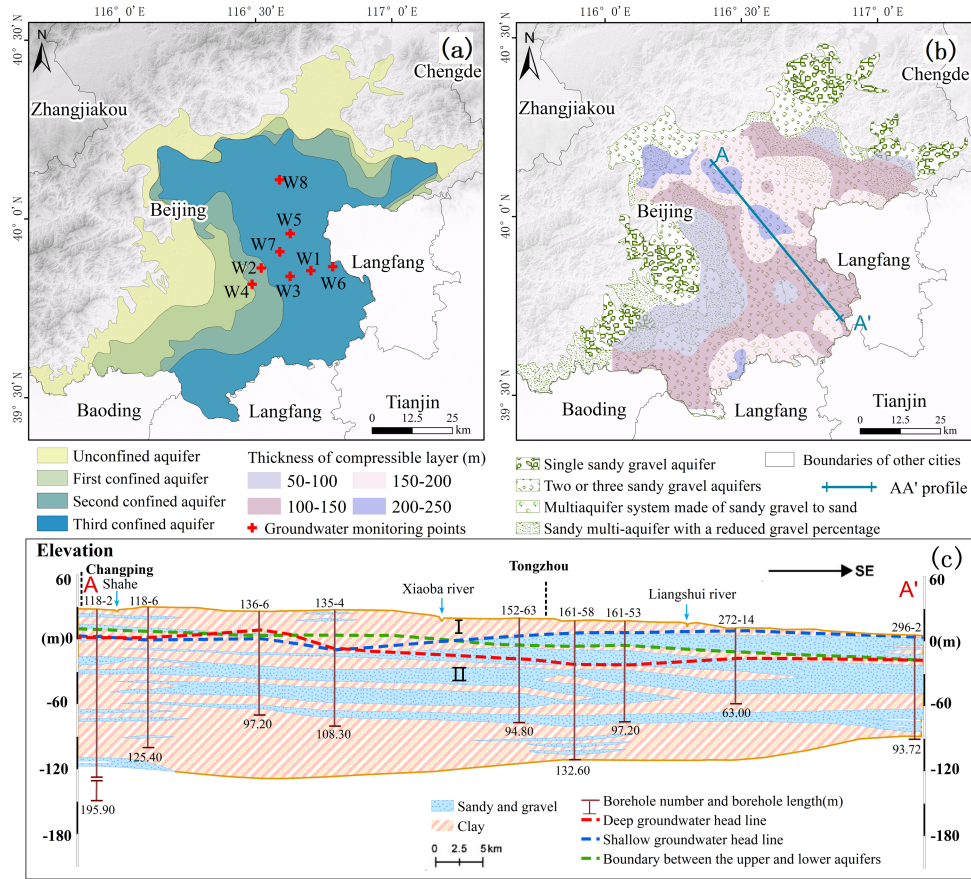 116° 0'E
116° 30'E
117° 0'E
116° 0'E
116° 30'E
117° 0'E
40° 30' N
40° 0' N
39° 30' N
N
(a)
Chengde
Zhangjiakou
W8
Beijing
W5
W7
Langfang
W2
W1
W4
W3
W6
Baoding
Langfang
Tianjin
0 12.5 25
km
40° 30' N
40° 0' N
39° 30' N
N
(b)
Chengde
Zhangjiakou
A
Beijing
Langfang
A'
Baoding
Langfang
Tianjin
0 12.5 25
km
Unconfined aquifer
First confined aquifer
Second confined aquifer
Third confined aquifer
Thickness of compressible layer (m)
50-100
150-200
100-150
200-250
Groundwater monitoring points
Single sandy gravel aquifer
Two or three sandy gravel aquifers
Multiaquifer system made of sandy gravel to sand
Sandy multi-aquifer with a reduced gravel percentage
Boundaries of other cities
AA' profile
Elevation
(c)
60
Changping
Tongzhou
SE
60
A
Shahe
Xiaoba river
Liangshui river
A'
118-2
118-6
136-6
135-4
152-63
161-58
161-53
272-14
296-2
I
(m)0
0(m)
II
-60
-60
97.20
108.30
94.80
97.20
63.00
93.72
125.40
132.60
-120
-120
195.90
-180
-180
Sandy and gravel
Clay
0 2.5 5
km
Borehole number and borehole length(m)
Deep groundwater head line
Shallow groundwater head line
Boundary between the upper and lower aquifers